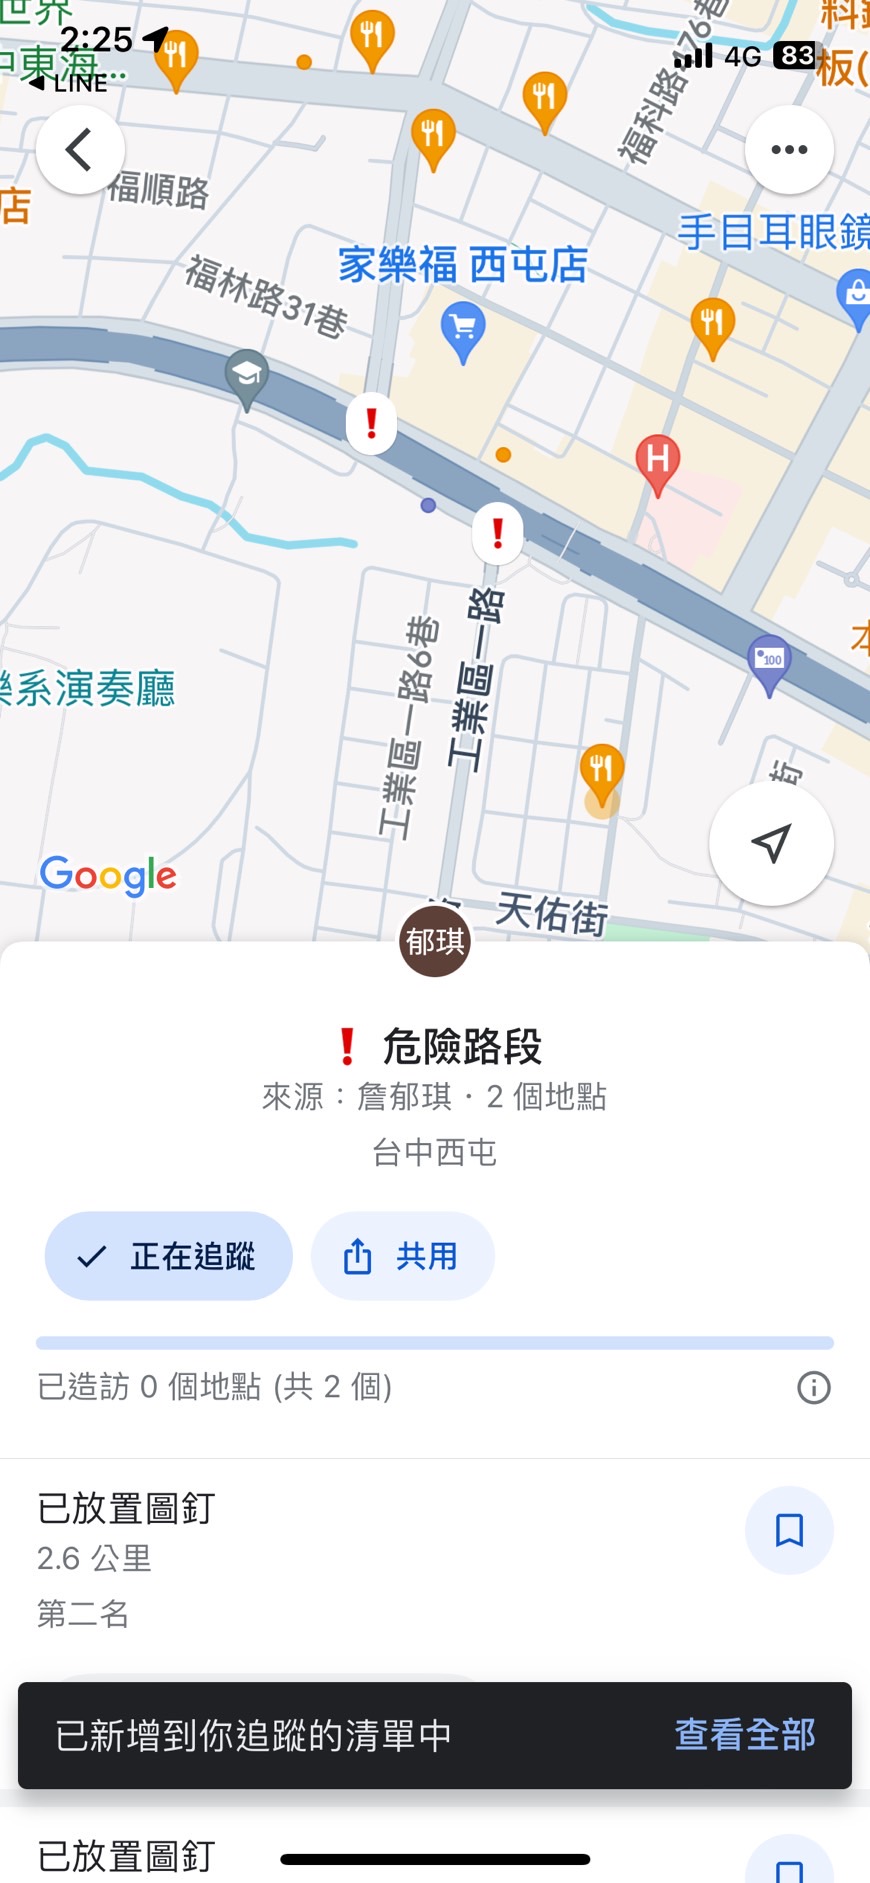 世界
2:25
中東海...
LINE
4G
83
料
板(
福科路476巷
店
福順路
手目耳眼鏡
家樂福 西屯店
福林路31巷
H
100
工業區一路
工業區一路6巷
樂系演奏廳
本
街
Google
天佑街
郁琪
❗ 危險路段
來源：詹郁琪 · 2 個地點
台中西屯
正在追蹤
共用
已造訪 0 個地點 (共 2 個)
已放置圖釘
2.6 公里
第二名
已新增到你追蹤的清單中
查看全部
已放置圖釘